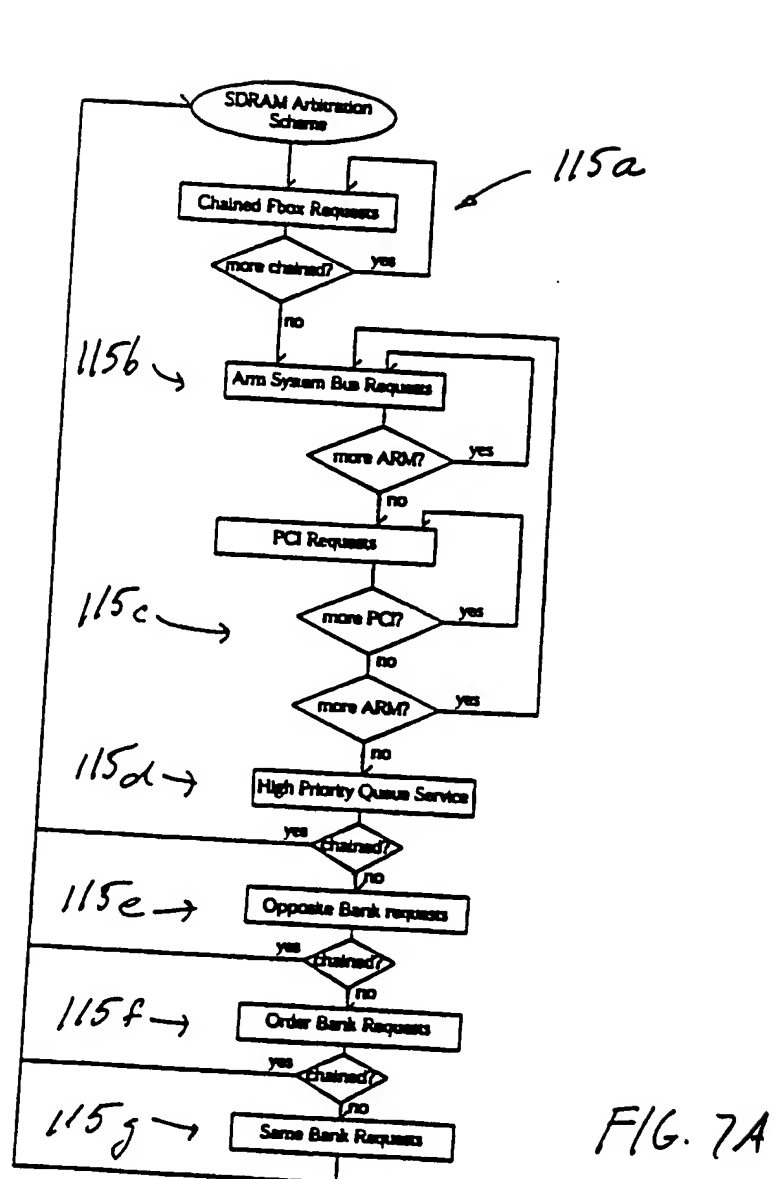 SDRAM Arbitration
Scheme
115a
Chained Fbox Requests
more chained?
yes
no
115b
Arm System Bus Requests
more ARM?
yes
no
PCI Requests
115c
more PCI?
yes
no
more ARM?
yes
no
115d
High Priority Queue Service
yes
chained?
no
115e
Opposite Bank requests
yes
chained?
no
115f
Order Bank Requests
yes
chained?
no
115g
Same Bank Requests
FIG. 7A